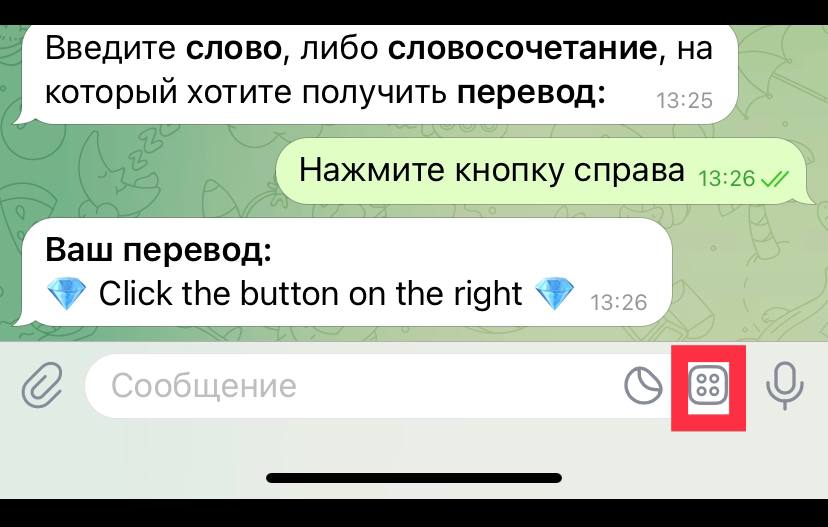 Введите слово, либо словосочетание, на
который хотите получить перевод:
13:25
Нажмите кнопку справа
13:26
Ваш перевод:
💎 Click the button on the right 💎
13:26
Сообщение